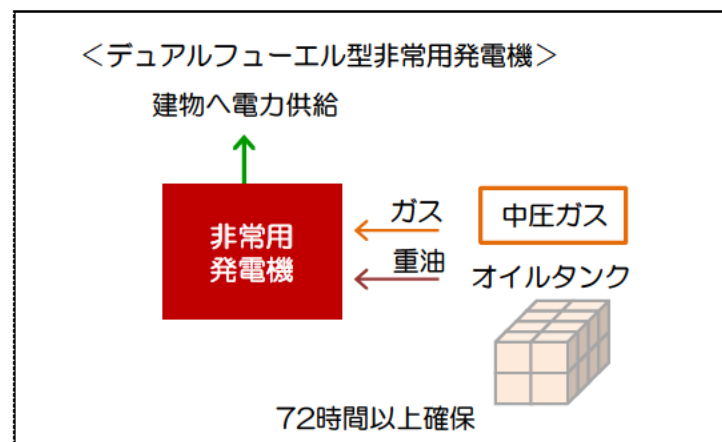 ＜デュアルフューエル型非常用発電機＞
建物へ電力供給
非常用
発電機
ガス
中圧ガス
重油
オイルタンク
72時間以上確保